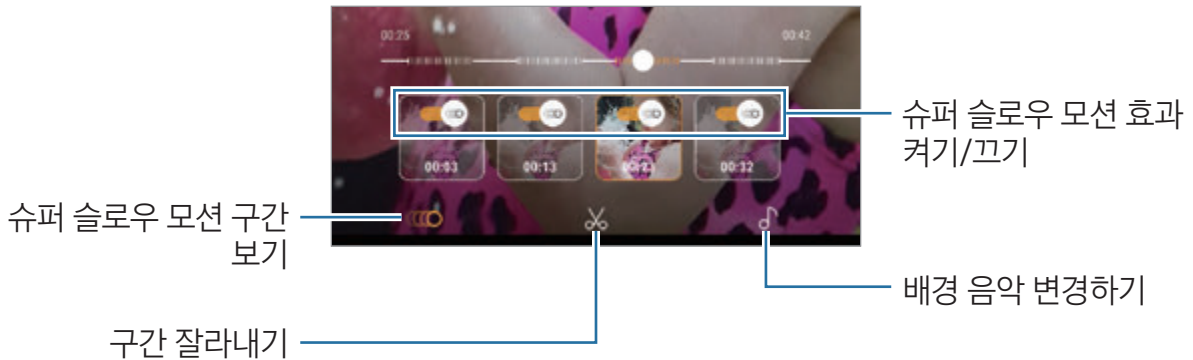 00:25
00:42
슈퍼 슬로우 모션 효과
켜기/끄기
00:03
00:13
00:23
00:32
슈퍼 슬로우 모션 구간
보기
배경 음악 변경하기
구간 잘라내기